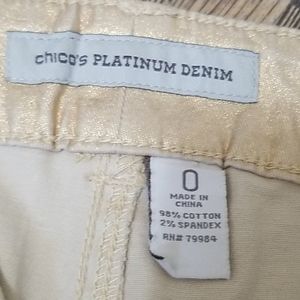 chico's PLATINUM DENIM
0
MADE IN
CHINA
98% COTTON
2% SPANDEX
RN# 79984